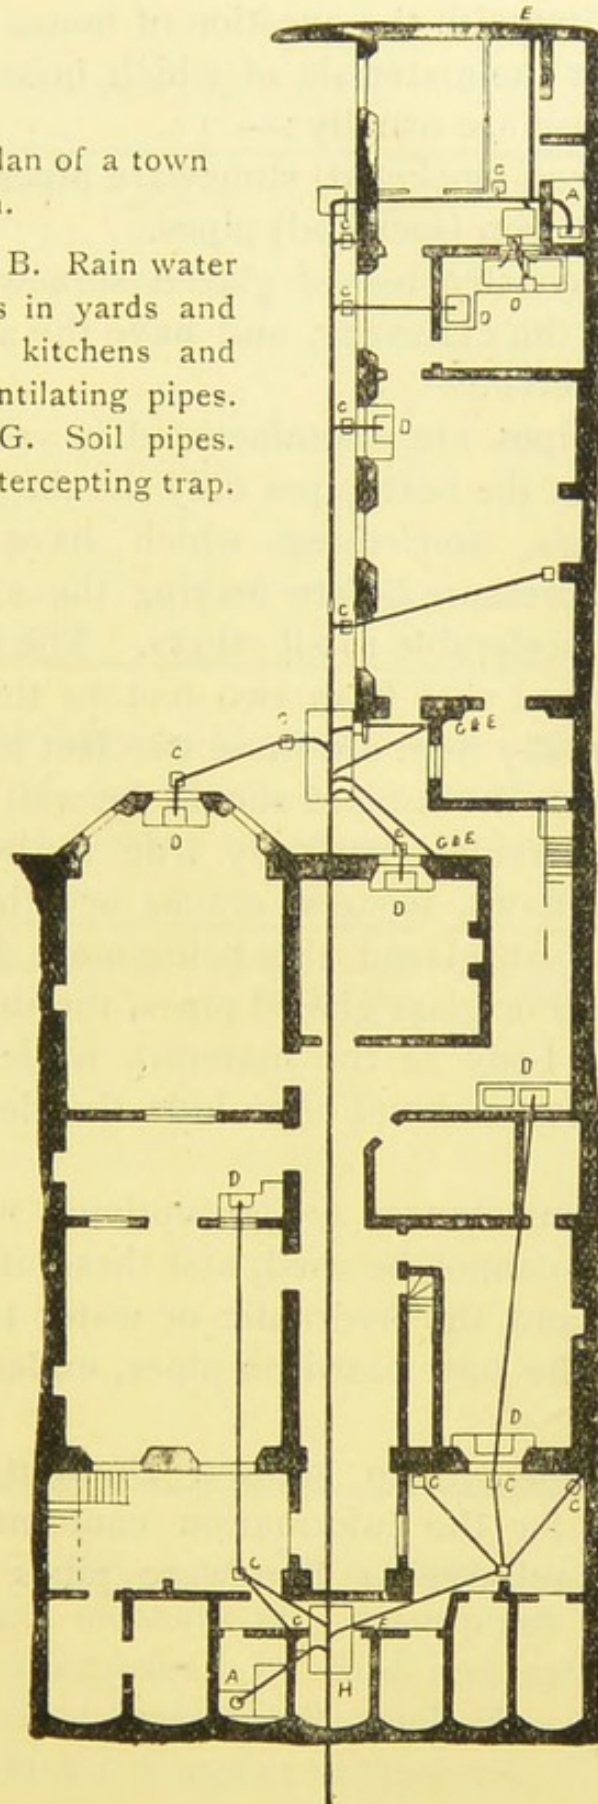 lan of a town
B. Rain water
s in yards and
kitchens and
ntilating pipes.
G. Soil pipes.
tercepting trap.
E
C
A
C
D
C
D
C
D
C
G & E
C
C
D
G & E
C
D
D
D
D
C
C
C
C
C
E
A
H